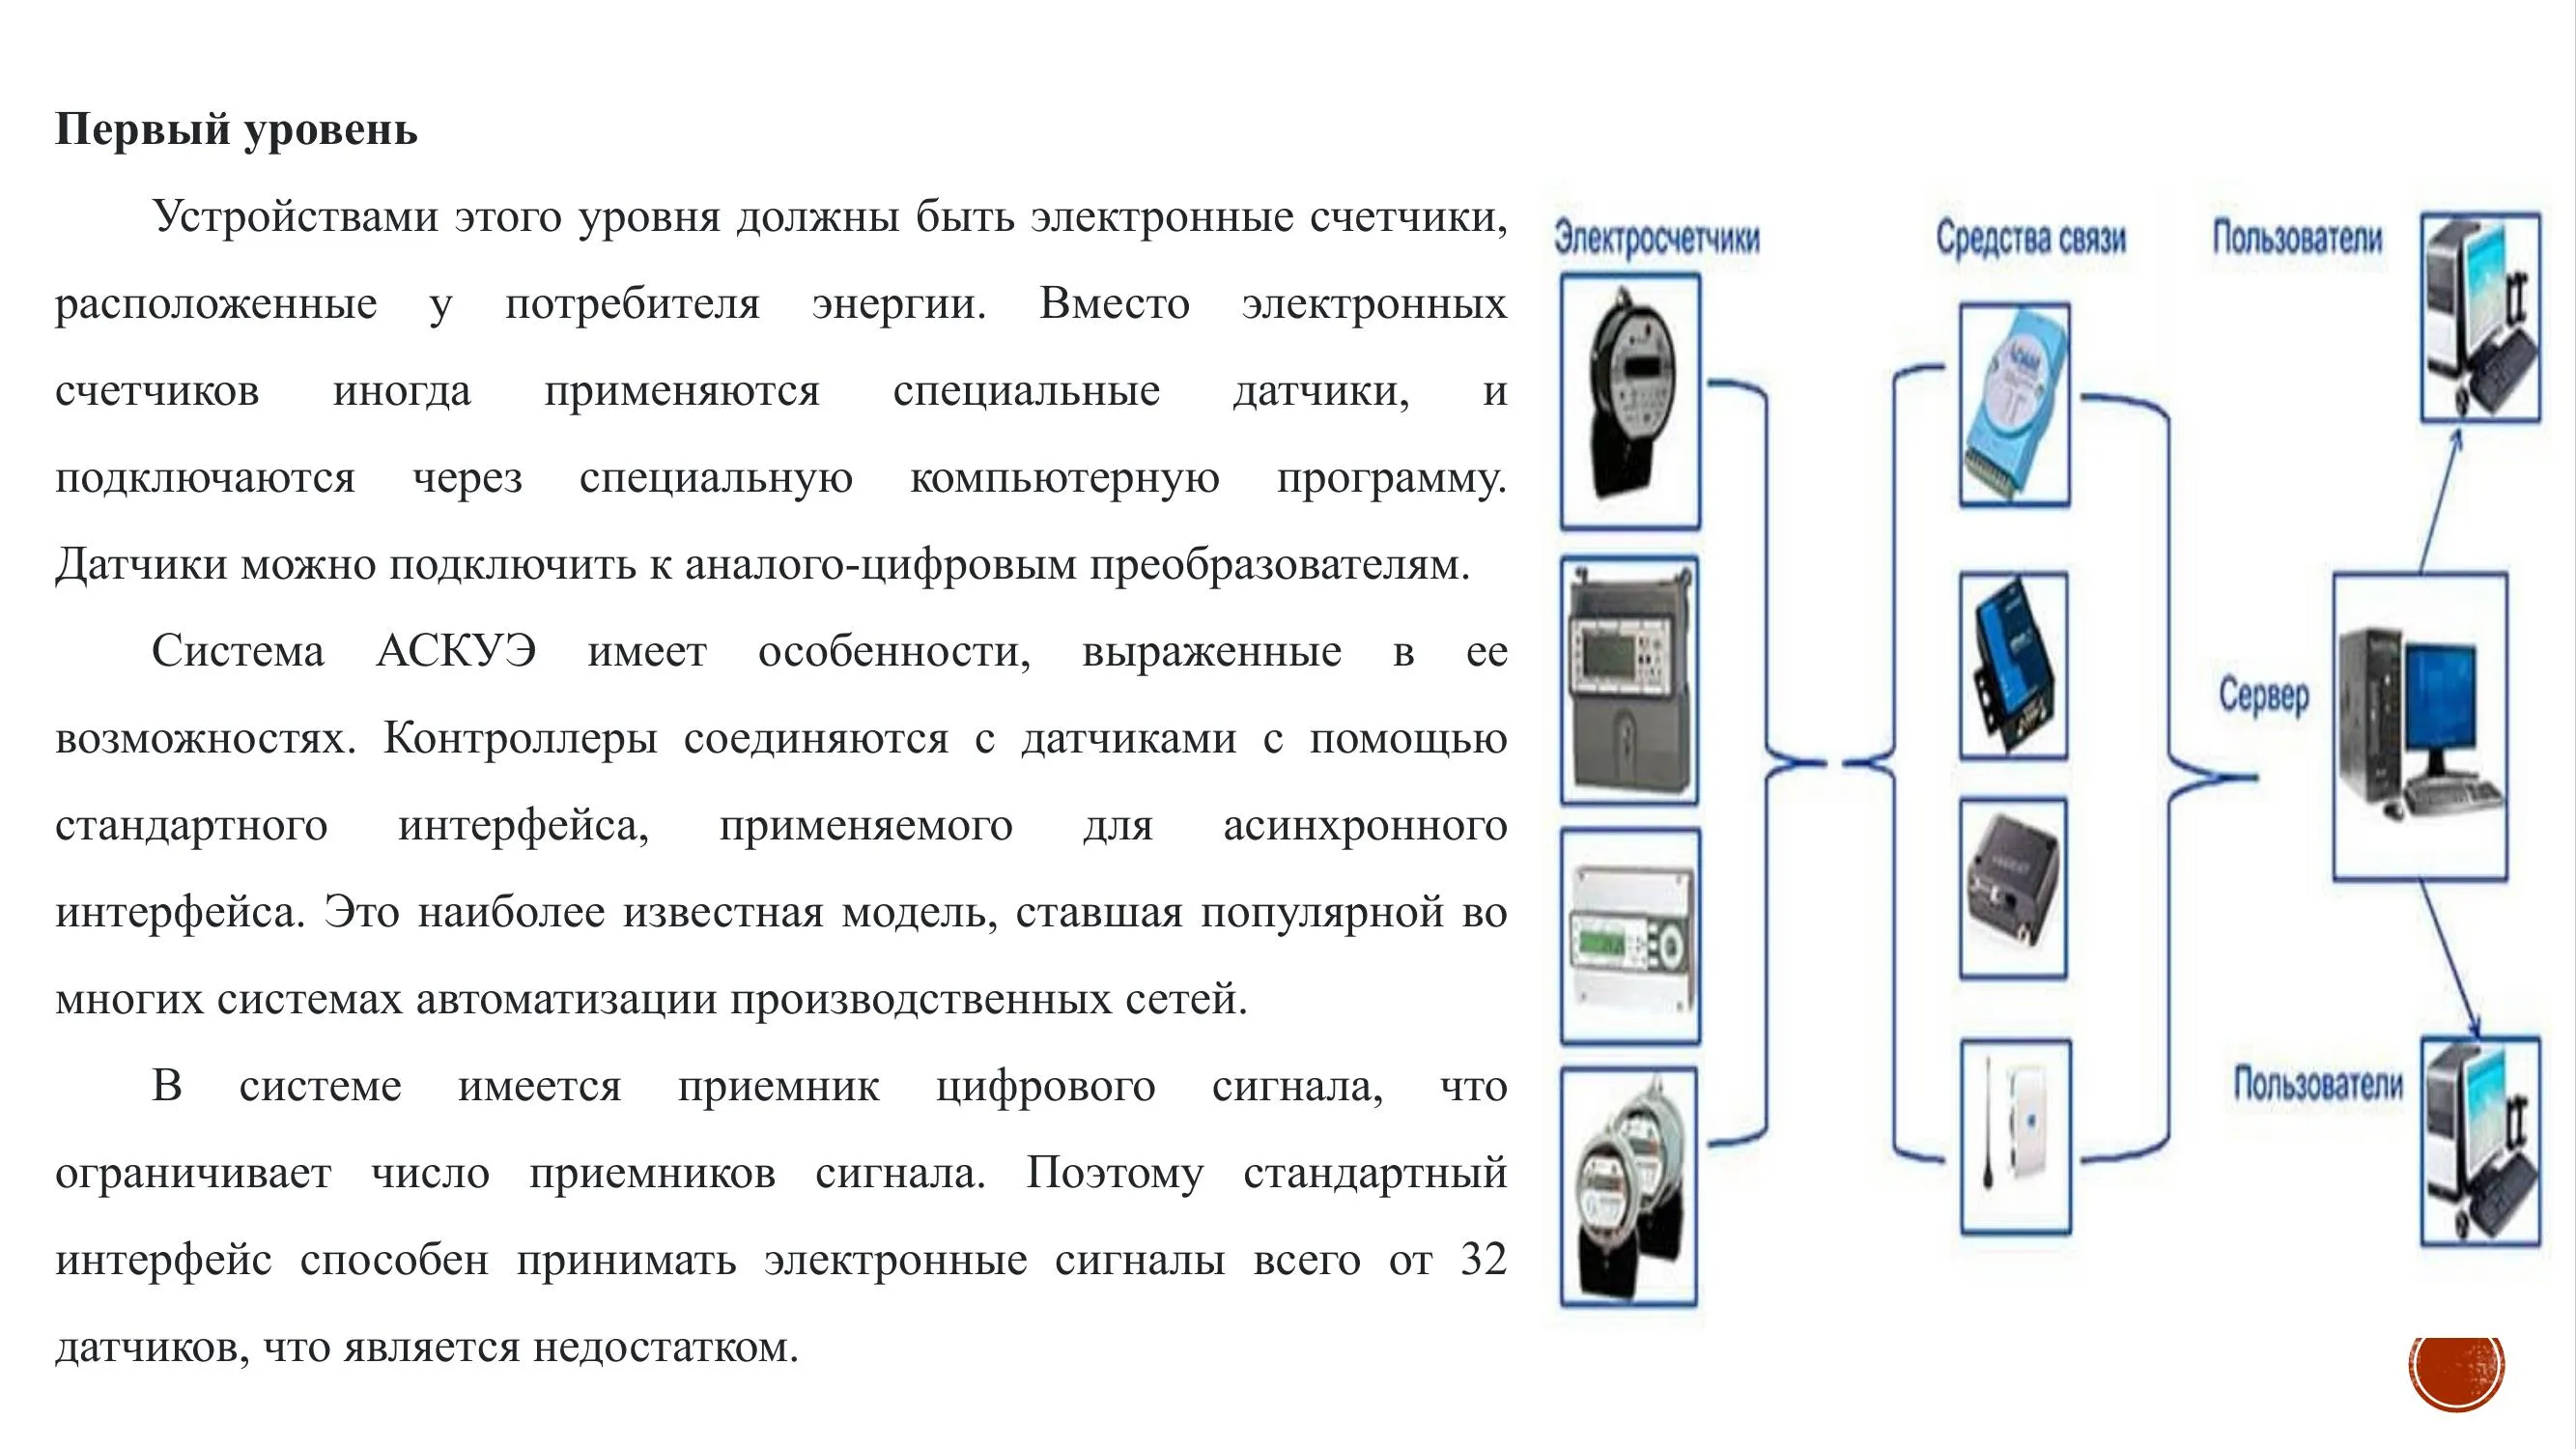 Первый уровень
Устройствами этого уровня должны быть электронные счетчики,
расположенные у потребителя энергии. Вместо электронных
счетчиков иногда применяются специальные датчики, и
подключаются через специальную компьютерную программу.
Датчики можно подключить к аналого-цифровым преобразователям.
Система АСКУЭ имеет особенности, выраженные в ее
возможностях. Контроллеры соединяются с датчиками с помощью
стандартного интерфейса, применяемого для асинхронного
интерфейса. Это наиболее известная модель, ставшая популярной во
многих системах автоматизации производственных сетей.
В системе имеется приемник цифрового сигнала, что
ограничивает число приемников сигнала. Поэтому стандартный
интерфейс способен принимать электронные сигналы всего от 32
датчиков, что является недостатком.
Электросчетчики
Средства связи
Пользователи
Сервер
Пользователи